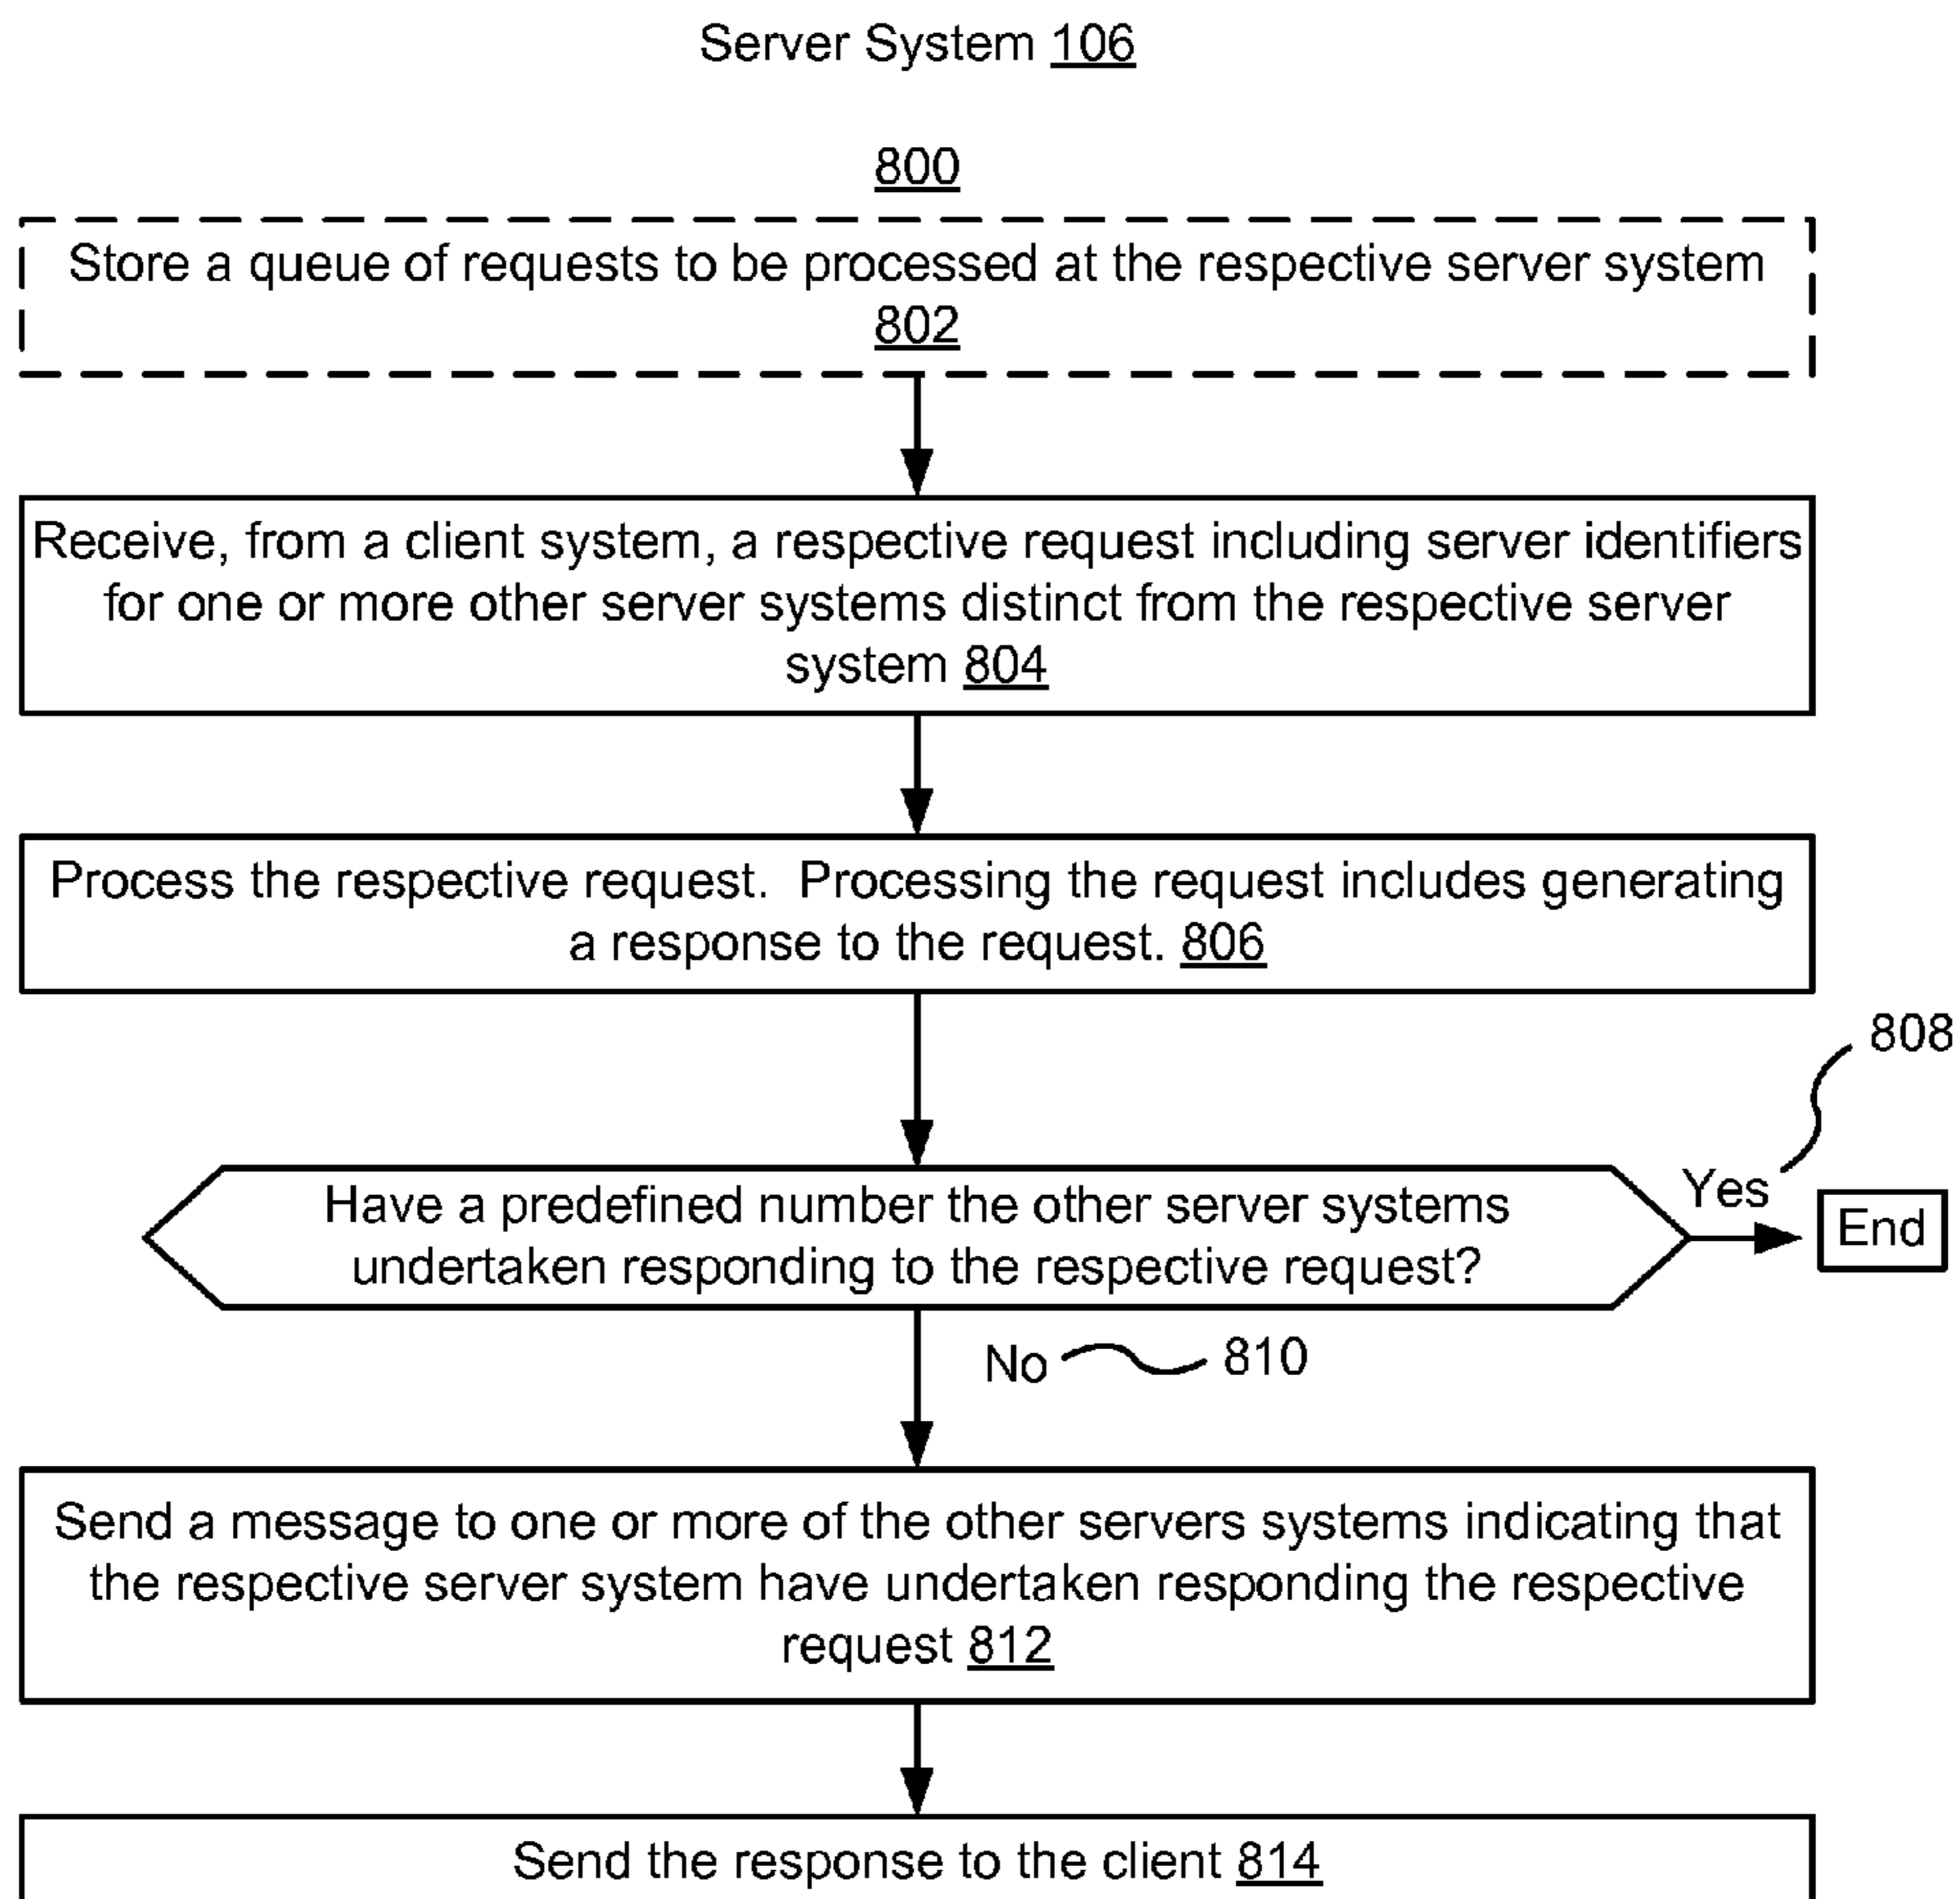 Server System 106
800
Store a queue of requests to be processed at the respective server system
802
Receive, from a client system, a respective request including server identifiers
for one or more other server systems distinct from the respective server
system 804
Process the respective request.  Processing the request includes generating
a response to the request. 806
808
Yes
Have a predefined number the other server systems
undertaken responding to the respective request?
End
No
810
Send a message to one or more of the other servers systems indicating that
the respective server system have undertaken responding the respective
request 812
Send the response to the client 814